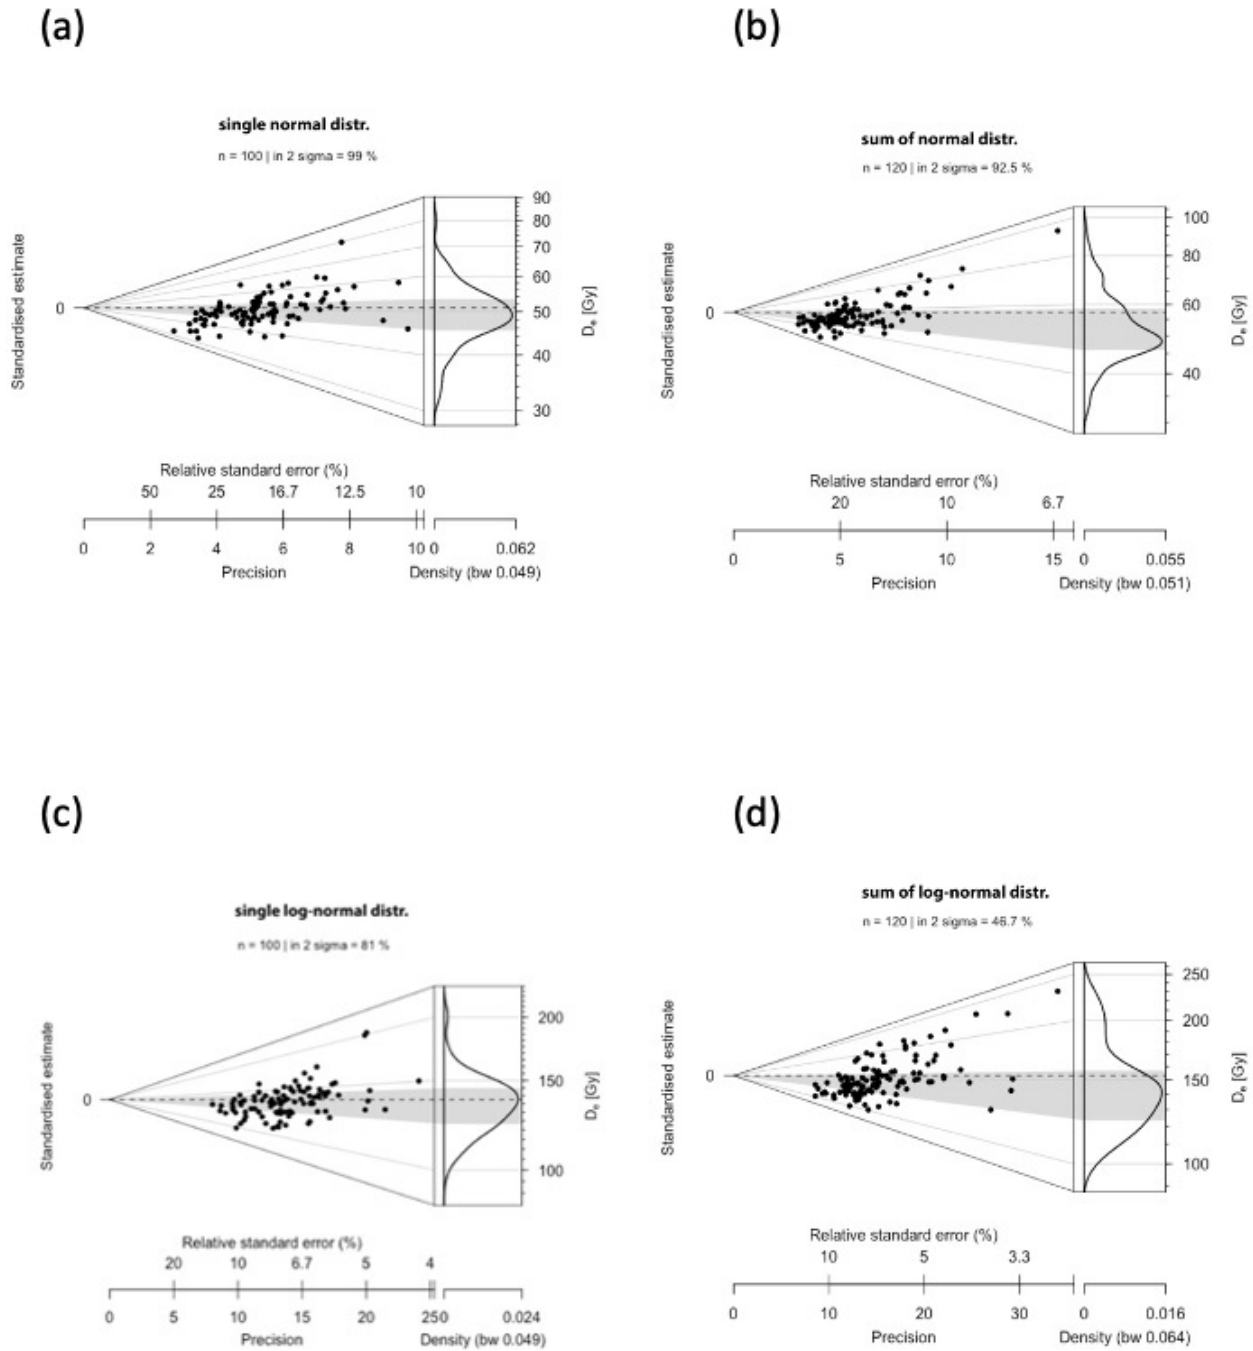 (a)
single normal distr.
n = 100 | in 2 sigma = 99 %
Standardised estimate
0
90
80
70
60
50
40
30
Dₑ [Gy]
Relative standard error (%)
50 25 16.7 12.5 10
0 2 4 6 8 10 0 0.062
Precision Density (bw 0.049)
(b)
sum of normal distr.
n = 120 | in 2 sigma = 92.5 %
Standardised estimate
0
100
80
60
40
Dₑ [Gy]
Relative standard error (%)
20 10 6.7
0 5 10 15 0 0.055
Precision Density (bw 0.051)
(c)
single log-normal distr.
n = 100 | in 2 sigma = 81 %
Standardised estimate
0
200
150
100
Dₑ [Gy]
Relative standard error (%)
20 10 6.7 5 4
0 5 10 15 20 250 0.024
Precision Density (bw 0.049)
(d)
sum of log-normal distr.
n = 120 | in 2 sigma = 46.7 %
Standardised estimate
0
250
200
150
100
Dₑ [Gy]
Relative standard error (%)
10 5 3.3
0 10 20 30 0 0.016
Precision Density (bw 0.064)